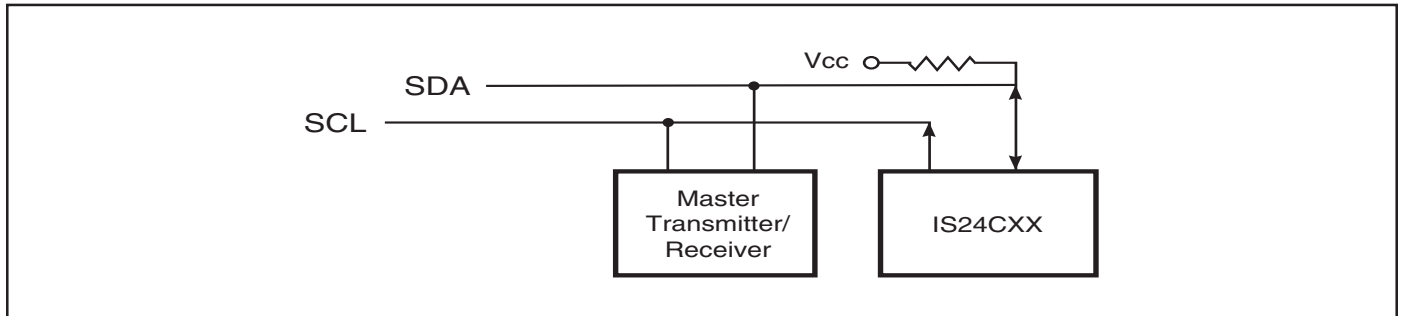 Vcc
SDA
SCL
Master
Transmitter/
Receiver
IS24CXX